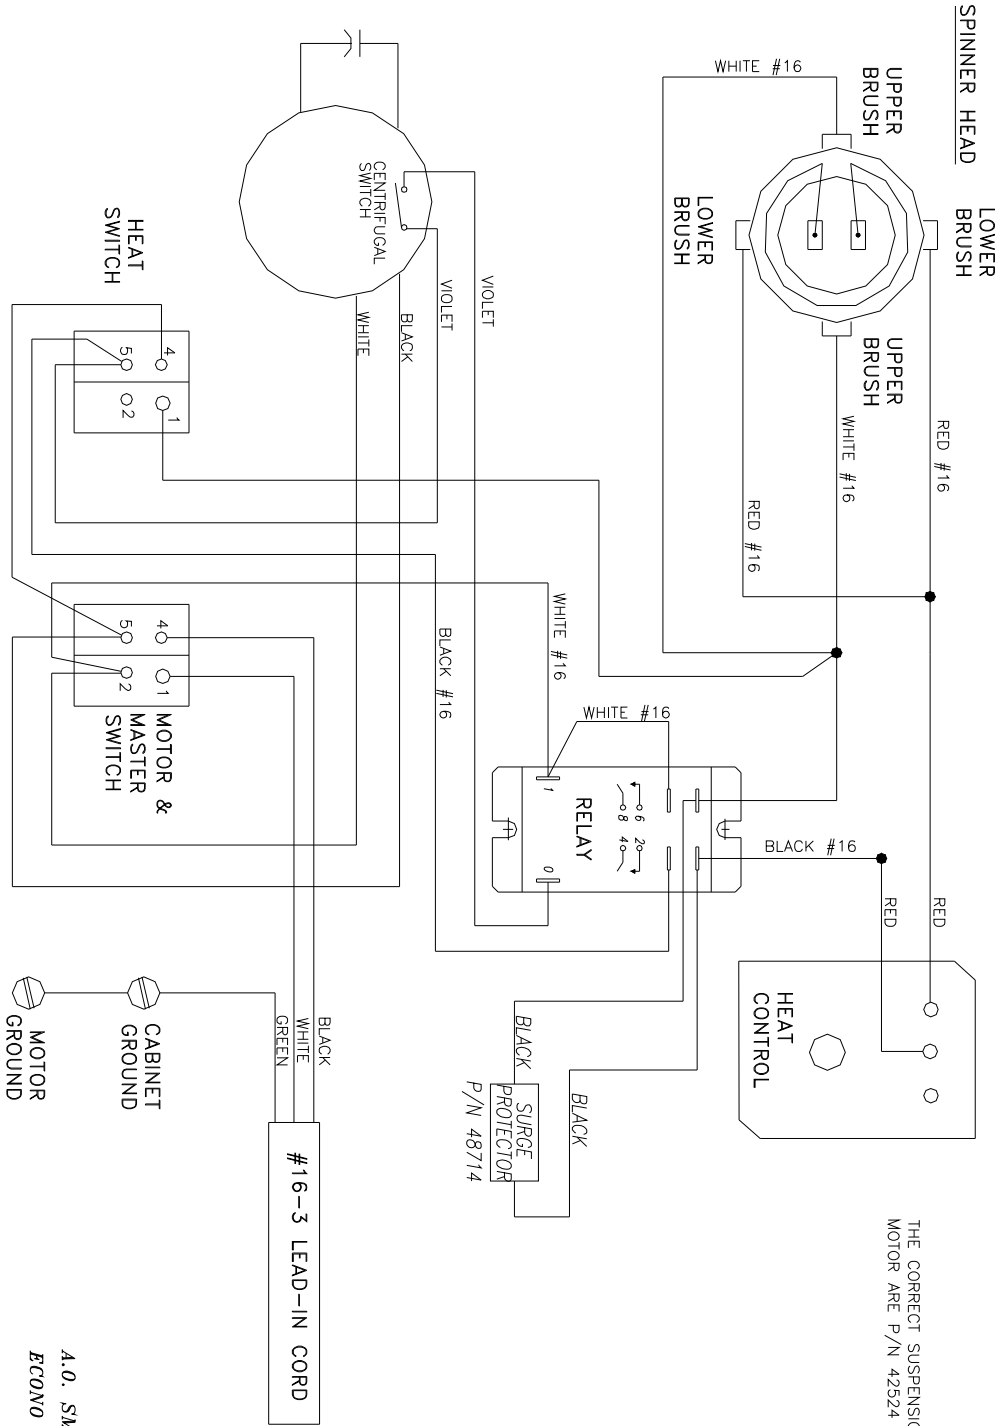 SPINNER HEAD
LOWER
BRUSH
UPPER
BRUSH
WHITE #16
LOWER
BRUSH
UPPER
BRUSH
RED #16
WHITE #16
RED #16
CENTRIFUGAL
SWITCH
VIOLET
VIOLET
BLACK
WHITE
HEAT
SWITCH
4
5
1
2
WHITE #16
BLACK #16
WHITE #16
4
5
1
2
MOTOR &
MASTER
SWITCH
RELAY
1
0
6
8
2
4
BLACK #16
RED
RED
HEAT
CONTROL
BLACK
BLACK
SURGE
PROTECTOR
P/N 48714
BLACK
WHITE
GREEN
CABINET
GROUND
MOTOR
GROUND
#16-3 LEAD-IN CORD
THE CORRECT
MOTOR ARE P/N 42524
A.O.
ECONO